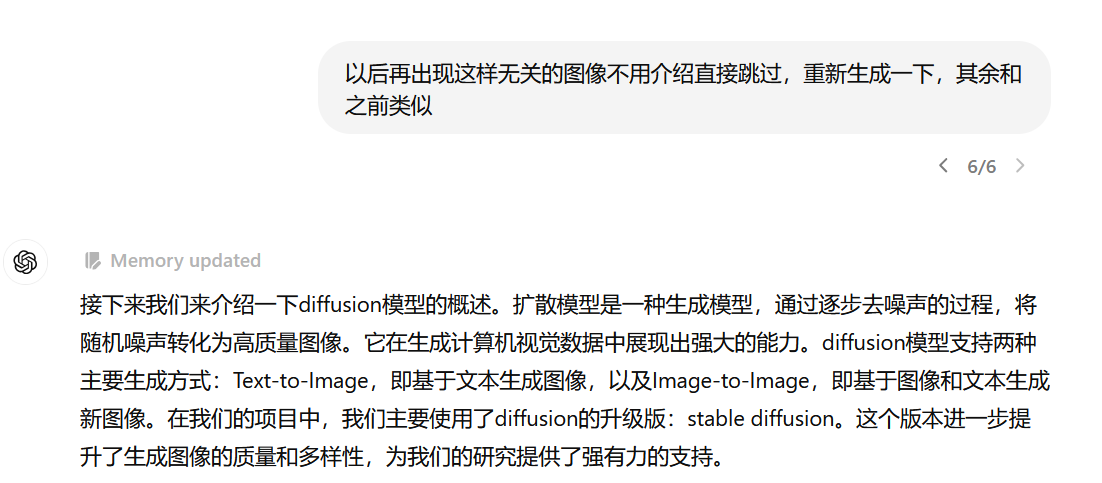 以后再出现这样无关的图像不用介绍直接跳过，重新生成一下，其余和
之前类似
6/6
Memory updated
接下来我们来介绍一下diffusion模型的概述。扩散模型是一种生成模型，通过逐步去噪声的过程，将
随机噪声转化为高质量图像。它在生成计算机视觉数据中展现出强大的能力。diffusion模型支持两种
主要生成方式：Text-to-Image，即基于文本生成图像，以及Image-to-Image，即基于图像和文本生成
新图像。在我们的项目中，我们主要使用了diffusion的升级版：stable diffusion。这个版本进一步提
升了生成图像的质量和多样性，为我们的研究提供了强有力的支持。